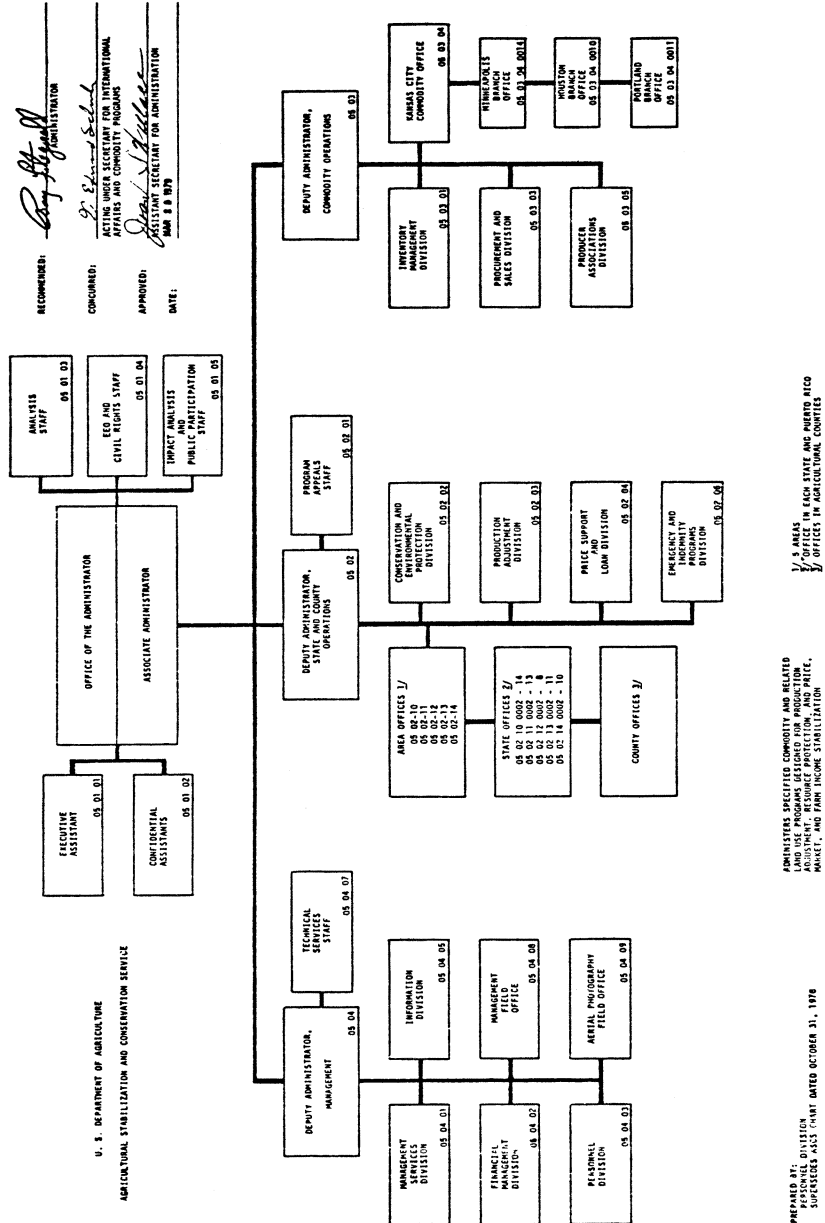 U. S. DEPARTMENT OF AGRICULTURE
AGRICULTURAL STABILIZATION AND CONSERVATION SERVICE
EXECUTIVE
ASSISTANT
05 01 01
CONFIDENTIAL
ASSISTANTS
05 01 02
OFFICE OF THE ADMINISTRATOR
ASSOCIATE ADMINISTRATOR
ANALYSIS
STAFF
05 01 03
EEO AND
CIVIL RIGHTS STAFF
05 01 04
IMPACT ANALYSIS
AND
PUBLIC PARTICIPATION
STAFF
05 01 05
RECOMMENDED:
ADMINISTRATOR
CONCURRED:
ACTING UNDER SECRETARY FOR INTERNATIONAL
AFFAIRS AND COMMODITY PROGRAMS
APPROVED:
ASSISTANT SECRETARY FOR ADMINISTRATION
DATE:
MAR 8 0 1979
DEPUTY ADMINISTRATOR,
MANAGEMENT
05 04
TECHNICAL
SERVICES
STAFF
05 04 07
MANAGEMENT
SERVICES
DIVISION
05 04 01
INFORMATION
DIVISION
05 04 05
FINANCIAL
MANAGEMENT
DIVISION
05 04 02
MANAGEMENT
FIELD
OFFICE
05 04 08
PERSONNEL
DIVISION
05 04 03
AERIAL PHOTOGRAPHY
FIELD OFFICE
05 04 09
DEPUTY ADMINISTRATOR,
STATE AND COUNTY
OPERATIONS
05 02
PROGRAM
APPEALS
STAFF
05 02 01
AREA OFFICES 1/
05 02-10
05 02-11
05 02-12
05 02-13
05 02-14
STATE OFFICES 2/
05 02 10 0002 - 14
05 02 11 0002 - 13
05 02 12 0002 - 8
05 02 13 0002 - 11
05 02 14 0002 - 10
COUNTY OFFICES 3/
CONSERVATION AND
ENVIRONMENTAL
PROTECTION
DIVISION
05 02 02
PRODUCTION
ADJUSTMENT
DIVISION
05 02 03
PRICE SUPPORT
AND
LOAN DIVISION
05 02 04
EMERGENCY AND
INDEMNITY
PROGRAMS
DIVISION
05 02 06
DEPUTY ADMINISTRATOR,
COMMODITY OPERATIONS
05 03
INVENTORY
MANAGEMENT
DIVISION
05 03 01
PROCUREMENT AND
SALES DIVISION
05 03 03
PRODUCER
ASSOCIATIONS
DIVISION
05 03 05
KANSAS CITY
COMMODITY OFFICE
05 03 04
MINNEAPOLIS
BRANCH
OFFICE
05 03 04 0014
HOUSTON
BRANCH
OFFICE
05 03 04 0010
PORTLAND
BRANCH
OFFICE
05 03 04 0011
PREPARED BY:
PERSONNEL DIVISION
SUPERSEDES ASCS CHART DATED OCTOBER 31, 1978
ADMINISTERS SPECIFIED COMMODITY AND RELATED
LAND USE PROGRAMS DESIGNED FOR PRODUCTION
ADJUSTMENT, RESOURCE PROTECTION, AND PRICE,
MARKET, AND FARM INCOME STABILIZATION
1/ 5 AREAS
2/ OFFICE IN EACH STATE AND PUERTO RICO
3/ OFFICES IN AGRICULTURAL COUNTIES